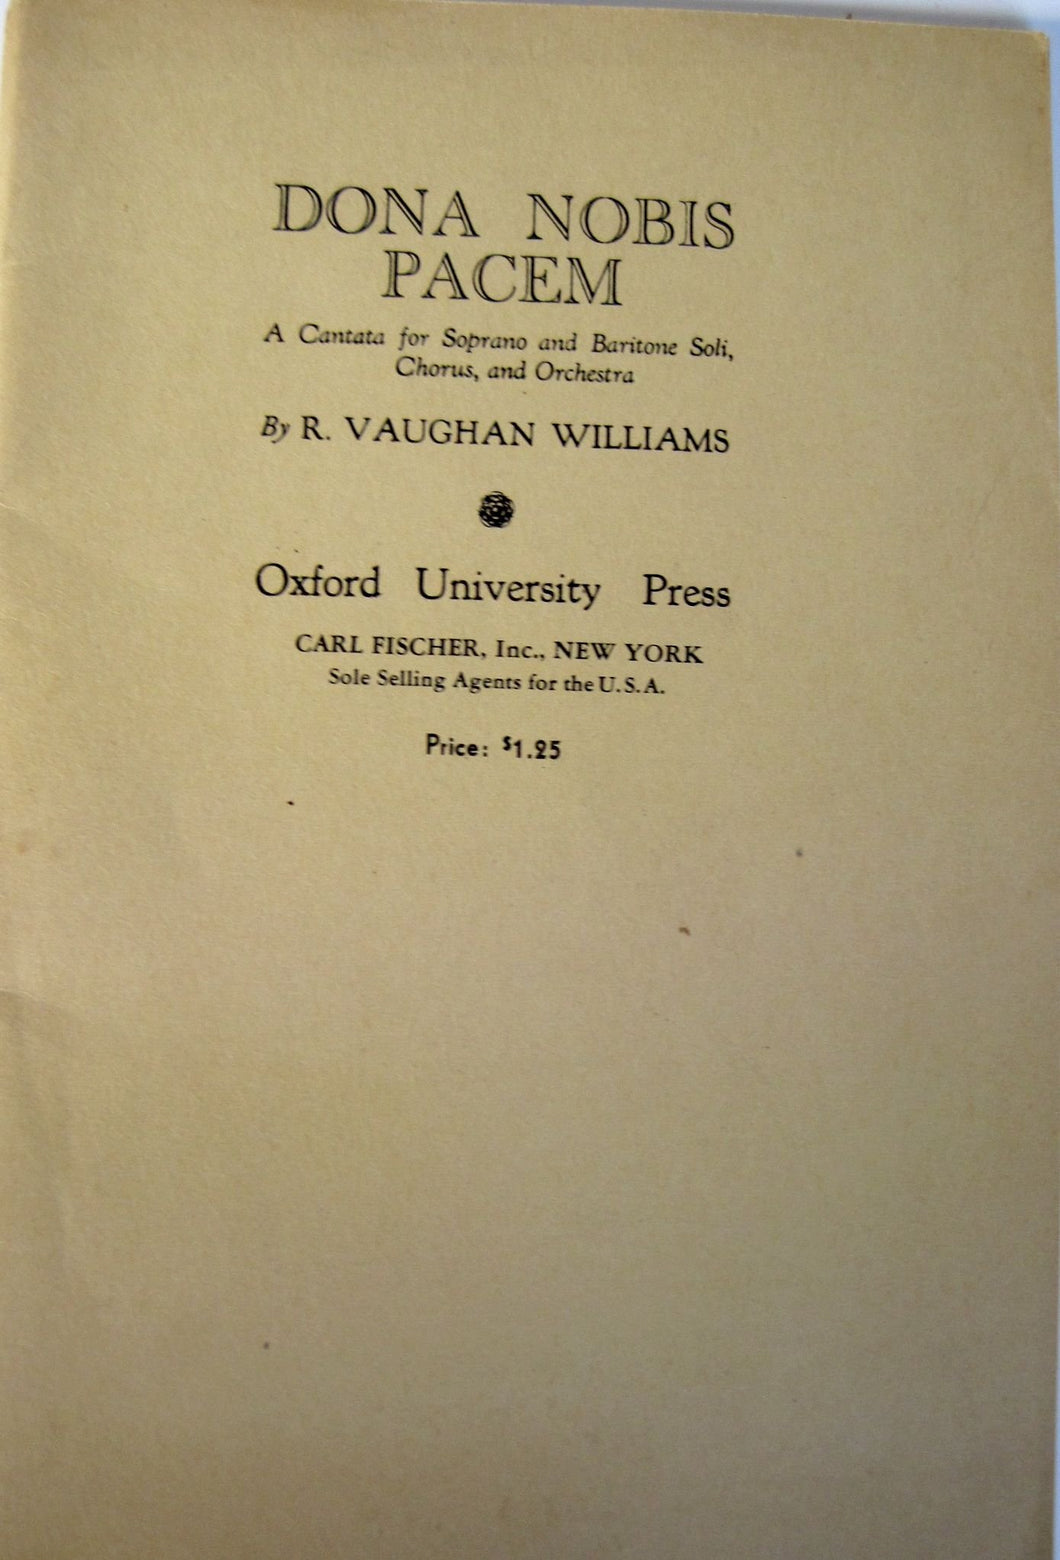 DONA NOBIS
PACEM
A Cantata for Soprano and Baritone Soli,
Chorus, and Orchestra
By R. VAUGHAN WILLIAMS
Oxford University Press
CARL FISCHER, Inc., NEW YORK
Sole Selling Agents for the U.S.A.
Price: $1.25